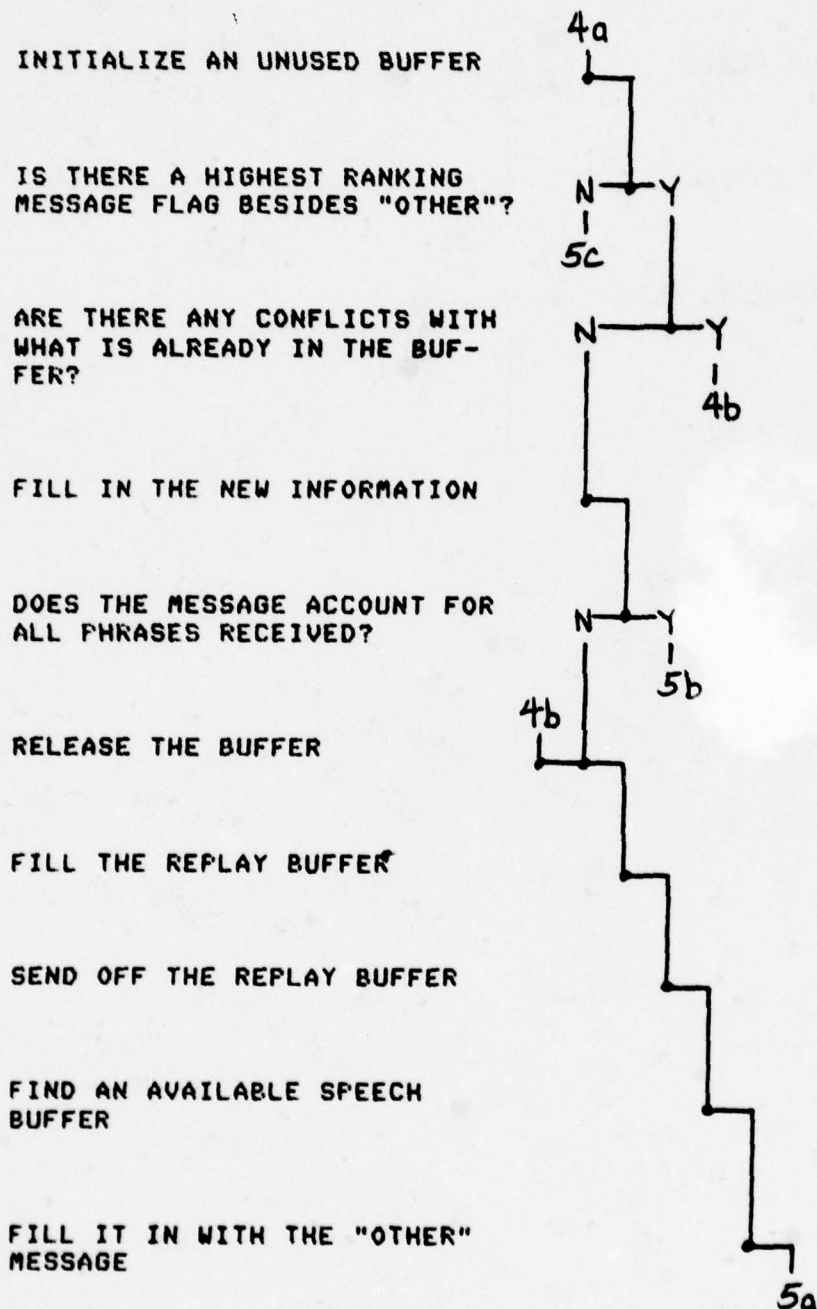 4a
INITIALIZE AN UNUSED BUFFER
IS THERE A HIGHEST RANKING
MESSAGE FLAG BESIDES "OTHER"?
N Y
5c
ARE THERE ANY CONFLICTS WITH
WHAT IS ALREADY IN THE BUF-
FER?
N Y
4b
FILL IN THE NEW INFORMATION
DOES THE MESSAGE ACCOUNT FOR
ALL PHRASES RECEIVED?
N Y
5b
4b
RELEASE THE BUFFER
FILL THE REPLAY BUFFER
SEND OFF THE REPLAY BUFFER
FIND AN AVAILABLE SPEECH
BUFFER
FILL IT IN WITH THE "OTHER"
MESSAGE
5a